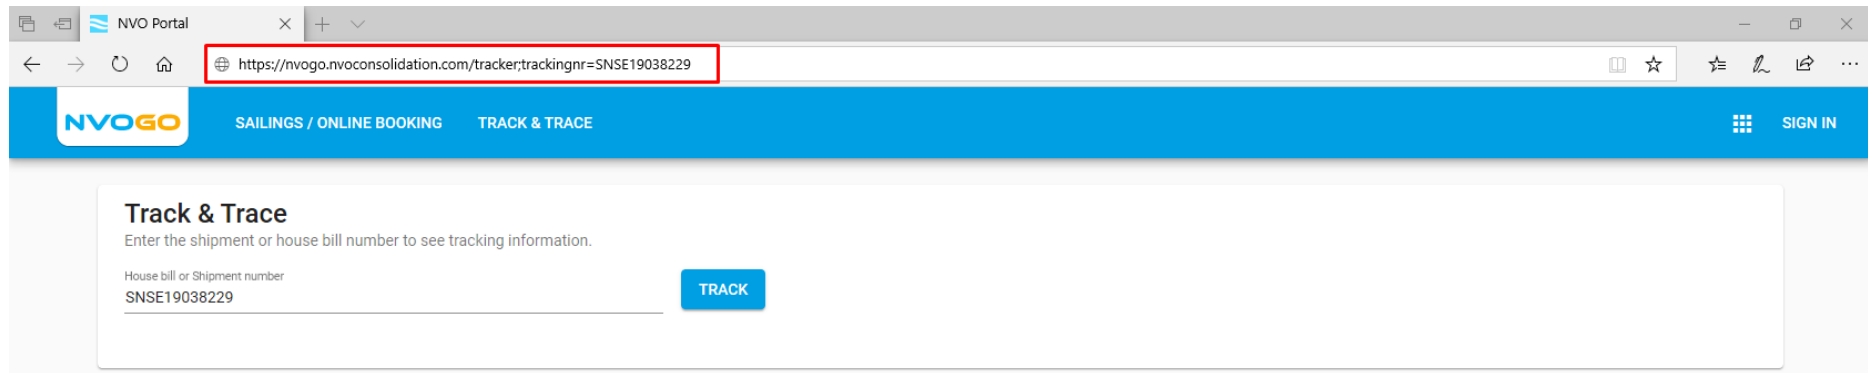 NVO Portal
https://nvogo.nvoconsolidation.com/tracker;trackingnr=SNSE19038229
NVOGO SAILINGS / ONLINE BOOKING TRACK & TRACE SIGN IN
Track & Trace
Enter the shipment or house bill number to see tracking information.
House bill or Shipment number
SNSE19038229
TRACK